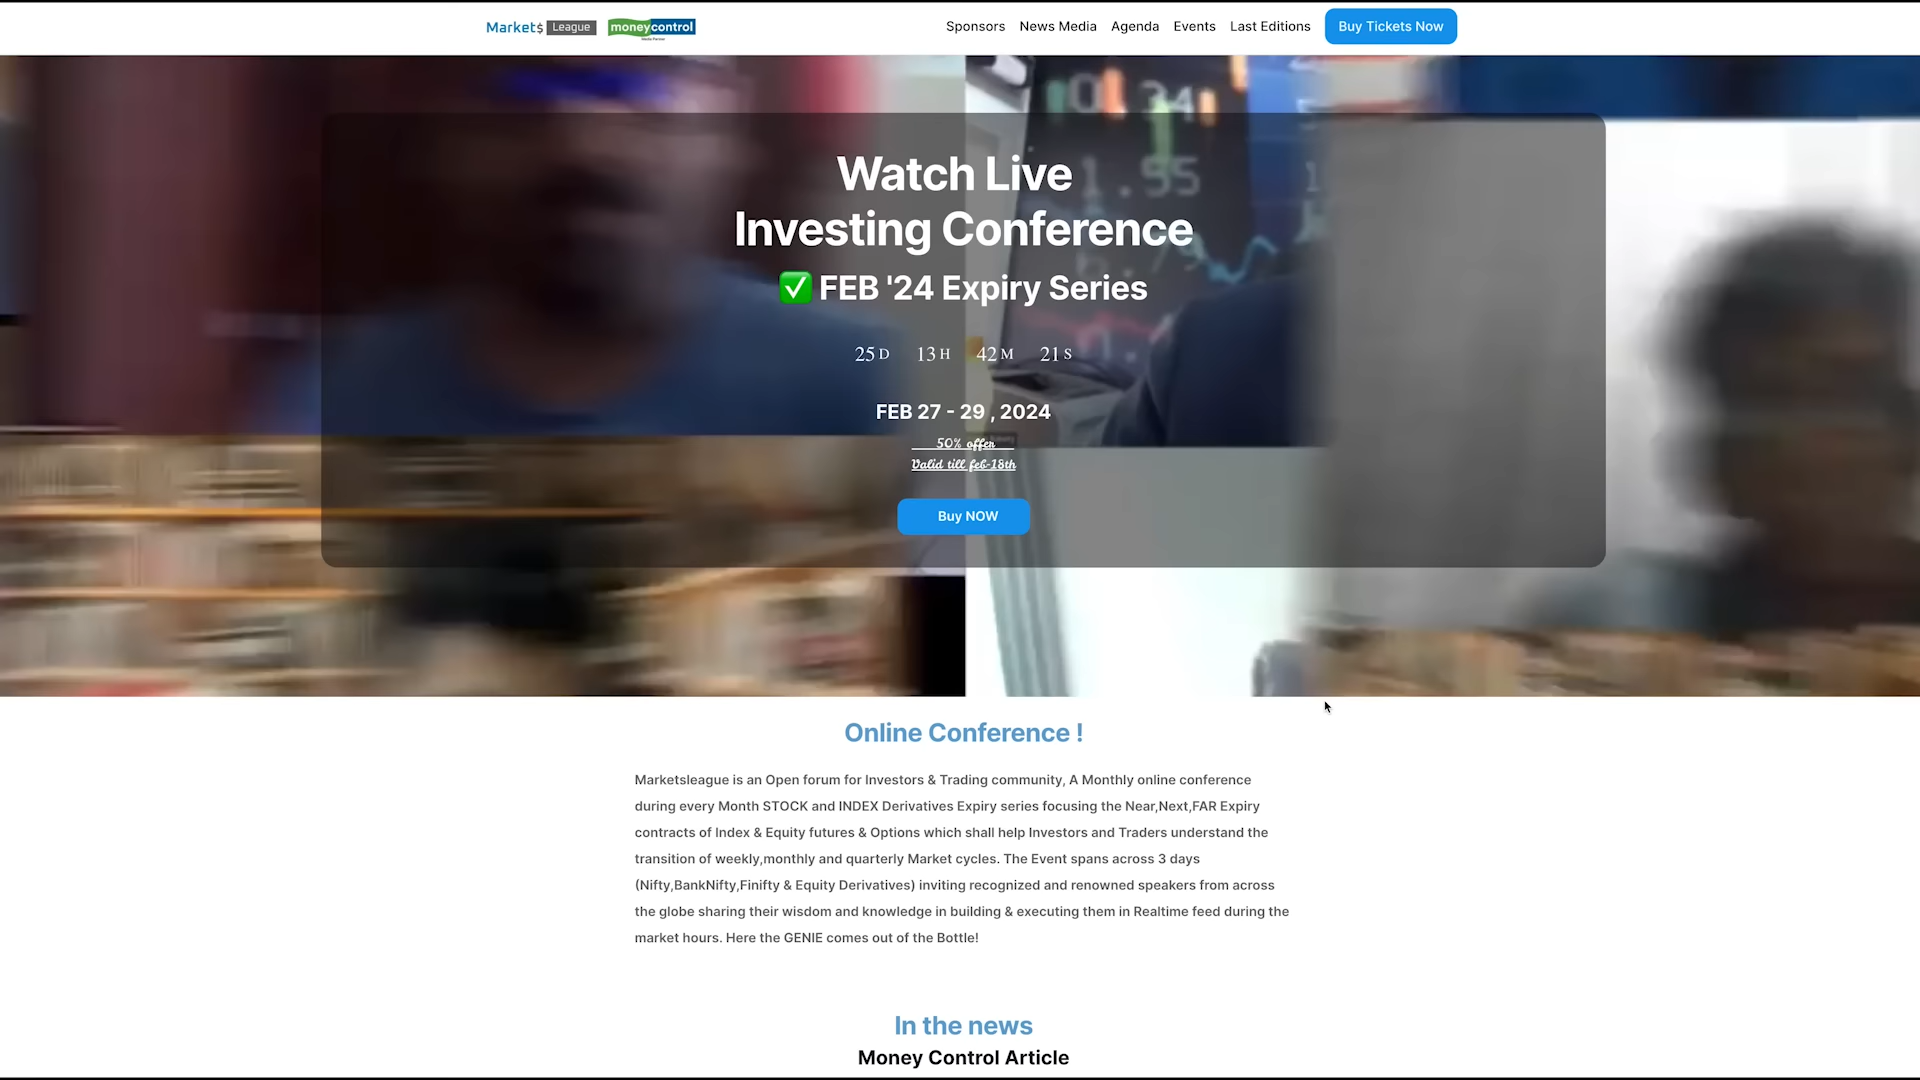 Market$ League moneycontrol
Media Partner
Sponsors News Media Agenda Events Last Editions Buy Tickets Now
Watch Live
Investing Conference
✅ FEB '24 Expiry Series
25 D 13 H 42 M 21 S
FEB 27 - 29 , 2024
50% offer
Valid till feb-18th
Buy NOW
Online Conference !
Marketsleague is an Open forum for Investors & Trading community, A Monthly online conference
during every Month STOCK and INDEX Derivatives Expiry series focusing the Near,Next,FAR Expiry
contracts of Index & Equity futures & Options which shall help Investors and Traders understand the
transition of weekly,monthly and quarterly Market cycles. The Event spans across 3 days
(Nifty,BankNifty,Finifty & Equity Derivatives) inviting recognized and renowned speakers from across
the globe sharing their wisdom and knowledge in building & executing them in Realtime feed during the
market hours. Here the GENIE comes out of the Bottle!
In the news
Money Control Article